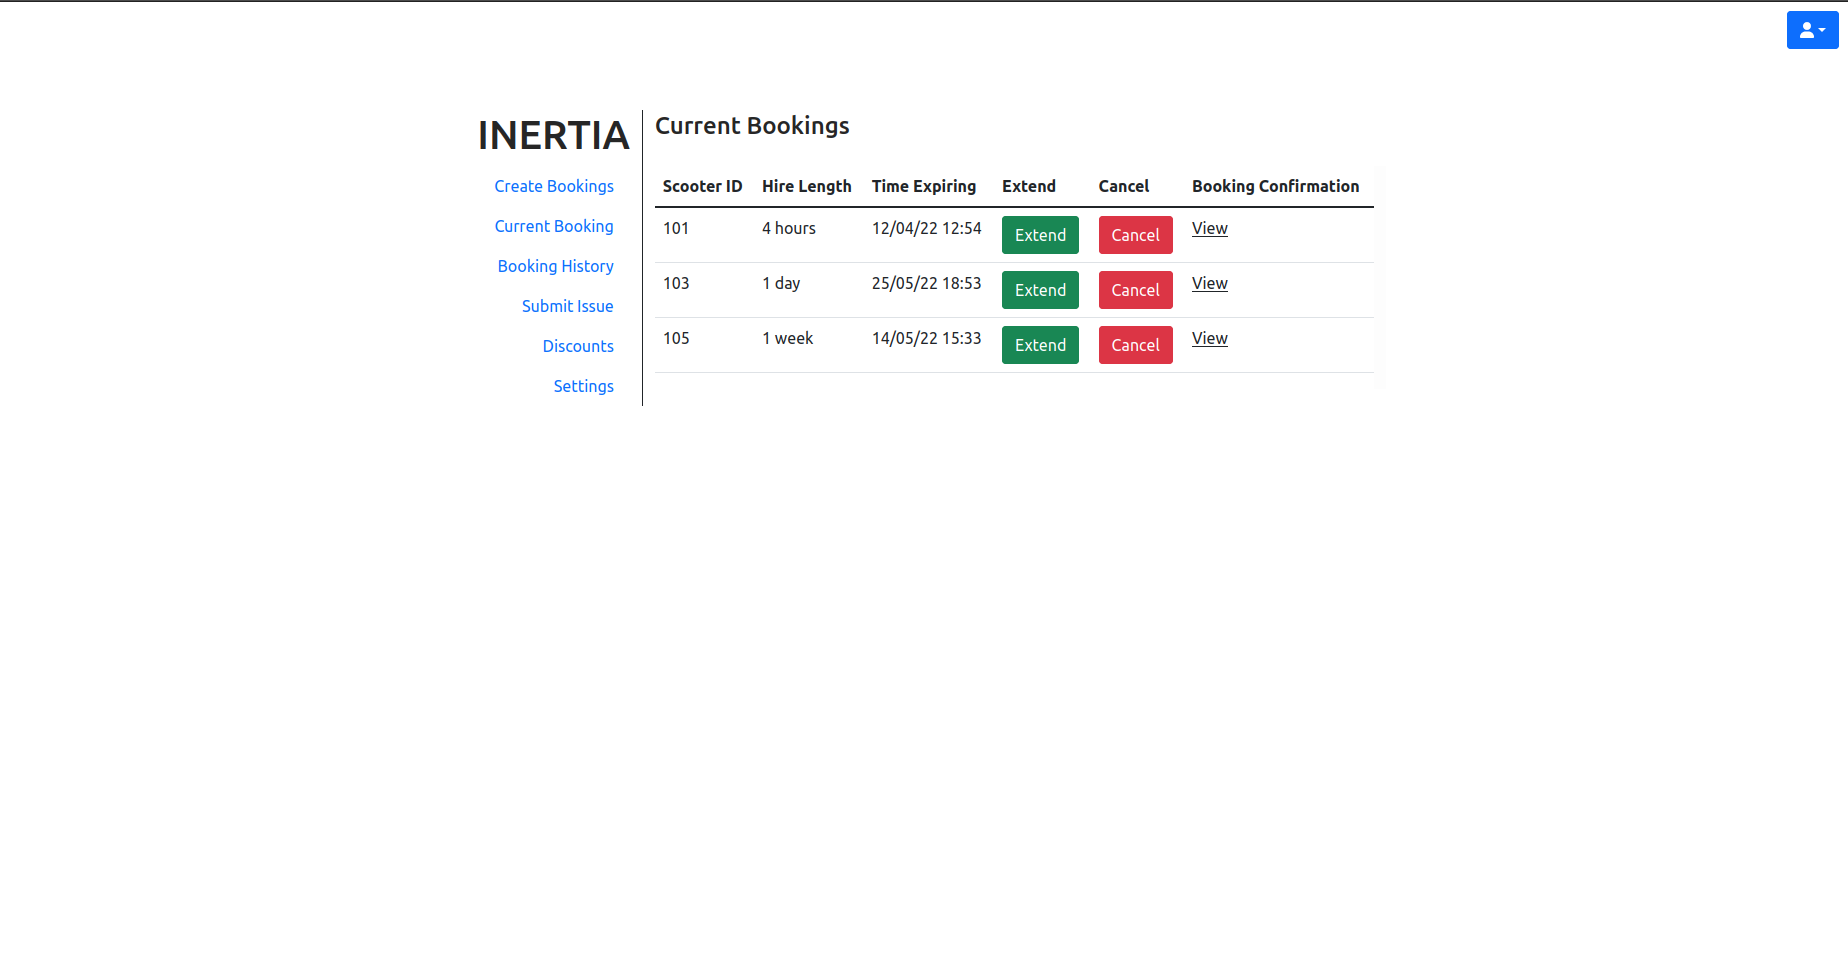 INERTIA
Create Bookings
Current Booking
Booking History
Submit Issue
Discounts
Settings
Current Bookings
Scooter ID Hire Length Time Expiring Extend Cancel Booking Confirmation
101 4 hours 12/04/22 12:54 Extend Cancel View
103 1 day 25/05/22 18:53 Extend Cancel View
105 1 week 14/05/22 15:33 Extend Cancel View